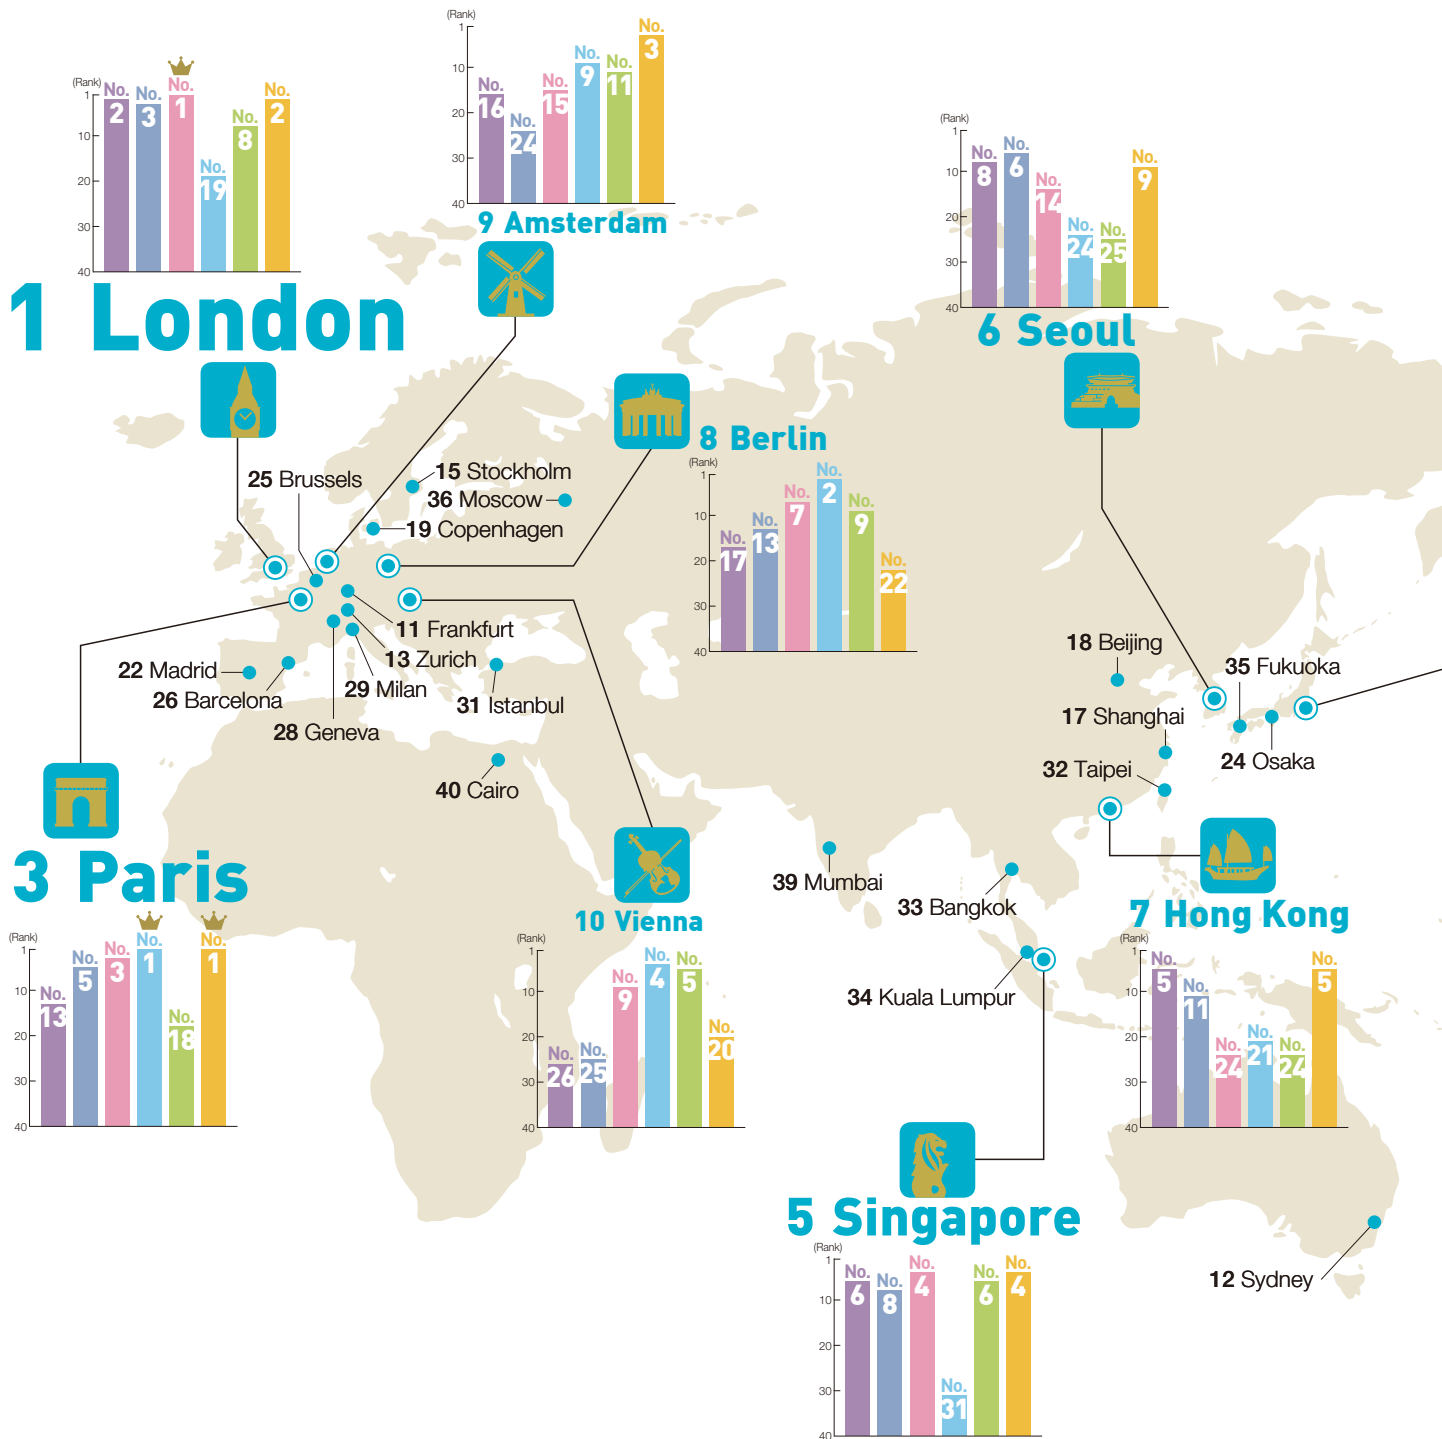 (Rank)
1
10
20
30
40
No.
2
No.
3
No.
1
No.
19
No.
8
No.
2
1 London
(Rank)
1
10
20
30
40
No.
16
No.
24
No.
15
No.
9
No.
11
No.
3
9 Amsterdam
(Rank)
1
10
20
30
40
No.
8
No.
6
No.
14
No.
24
No.
25
No.
9
6 Seoul
8 Berlin
(Rank)
1
10
20
30
40
No.
17
No.
13
No.
7
No.
2
No.
9
No.
22
25 Brussels
15 Stockholm
36 Moscow
19 Copenhagen
11 Frankfurt
13 Zurich
29 Milan
22 Madrid
26 Barcelona
28 Geneva
31 Istanbul
40 Cairo
18 Beijing
35 Fukuoka
17 Shanghai
24 Osaka
32 Taipei
39 Mumbai
33 Bangkok
34 Kuala Lumpur
3 Paris
(Rank)
1
10
20
30
40
No.
13
No.
5
No.
3
No.
1
No.
18
No.
1
10 Vienna
(Rank)
1
10
20
30
40
No.
26
No.
25
No.
9
No.
4
No.
5
No.
20
7 Hong Kong
(Rank)
1
10
20
30
40
No.
5
No.
11
No.
24
No.
21
No.
24
No.
5
5 Singapore
(Rank)
1
10
20
30
40
No.
6
No.
8
No.
4
No.
31
No.
6
No.
4
12 Sydney